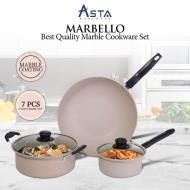 ASTA
MARBELLO
Best Quality Marble Cookware Set
MARBLE
COATING
7 PCS